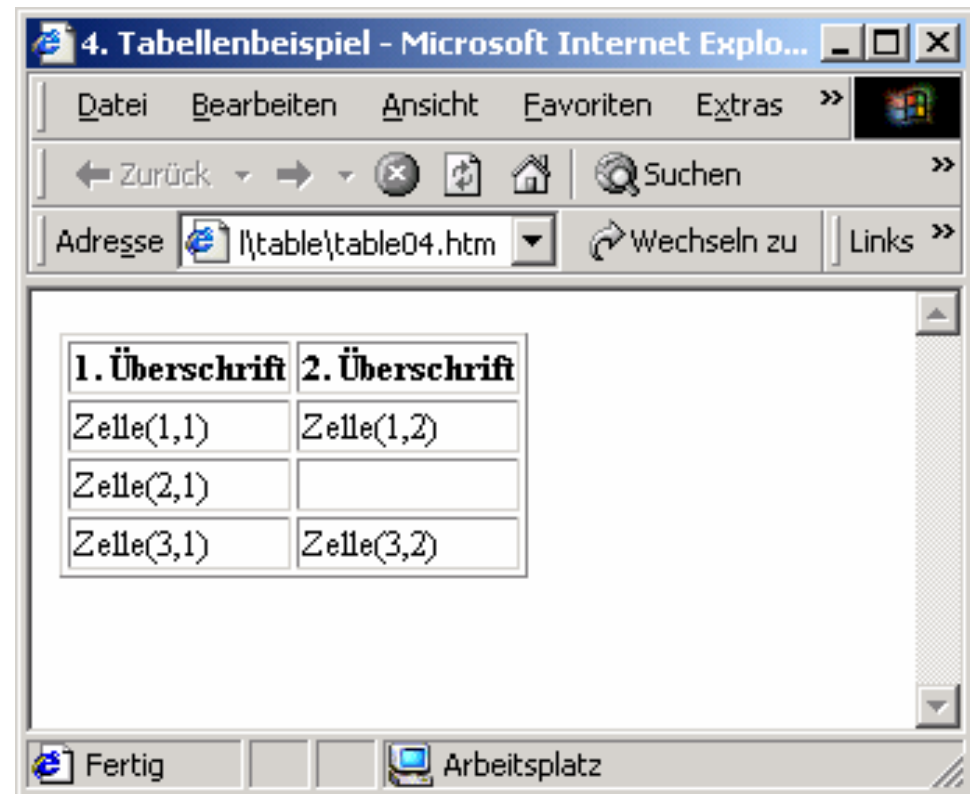 4. Tabellenbeispiel - Microsoft Internet Explo...
Datei Bearbeiten Ansicht Favoriten Extras »
Zurück Suchen »
Adresse l\table\table04.htm Wechseln zu Links »
1. Überschrift 2. Überschrift
Zelle(1,1) Zelle(1,2)
Zelle(2,1)
Zelle(3,1) Zelle(3,2)
Fertig Arbeitsplatz